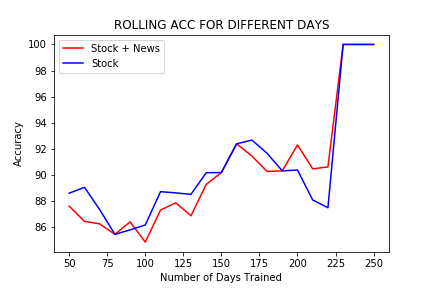 ROLLING ACC FOR DIFFERENT DAYS
Stock + News
Stock
100
98
96
94
92
90
88
86
Accuracy
50 75 100 125 150 175 200 225 250
Number of Days Trained